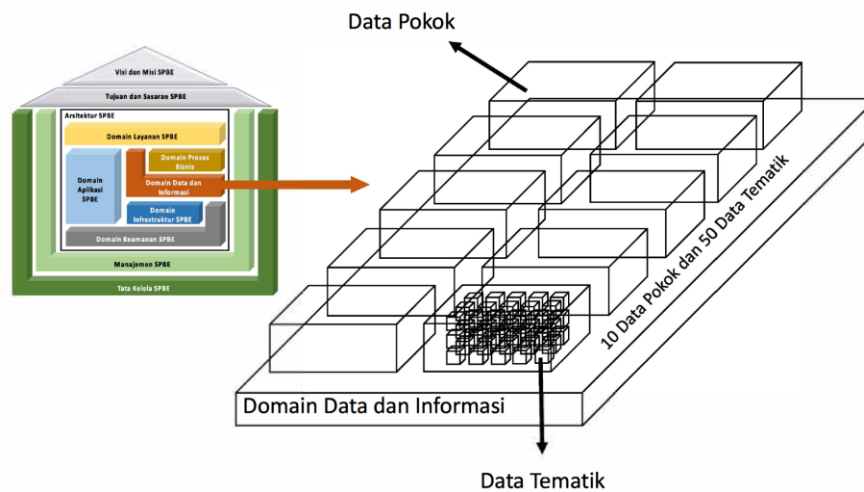 Data Pokok
Visi dan Misi SPBE
Tujuan dan Sasaran SPBE
Arsitektur SPBE
Domain Layanan SPBE
Domain Proses
Bisnis
Domain
Aplikasi
SPBE
Domain Data dan
Informasi
Domain
Infrastruktur SPBE
Domain Keamanan SPBE
Manajemen SPBE
Tata Kelola SPBE
10 Data Pokok dan 50 Data Tematik
Domain Data dan Informasi
Data Tematik